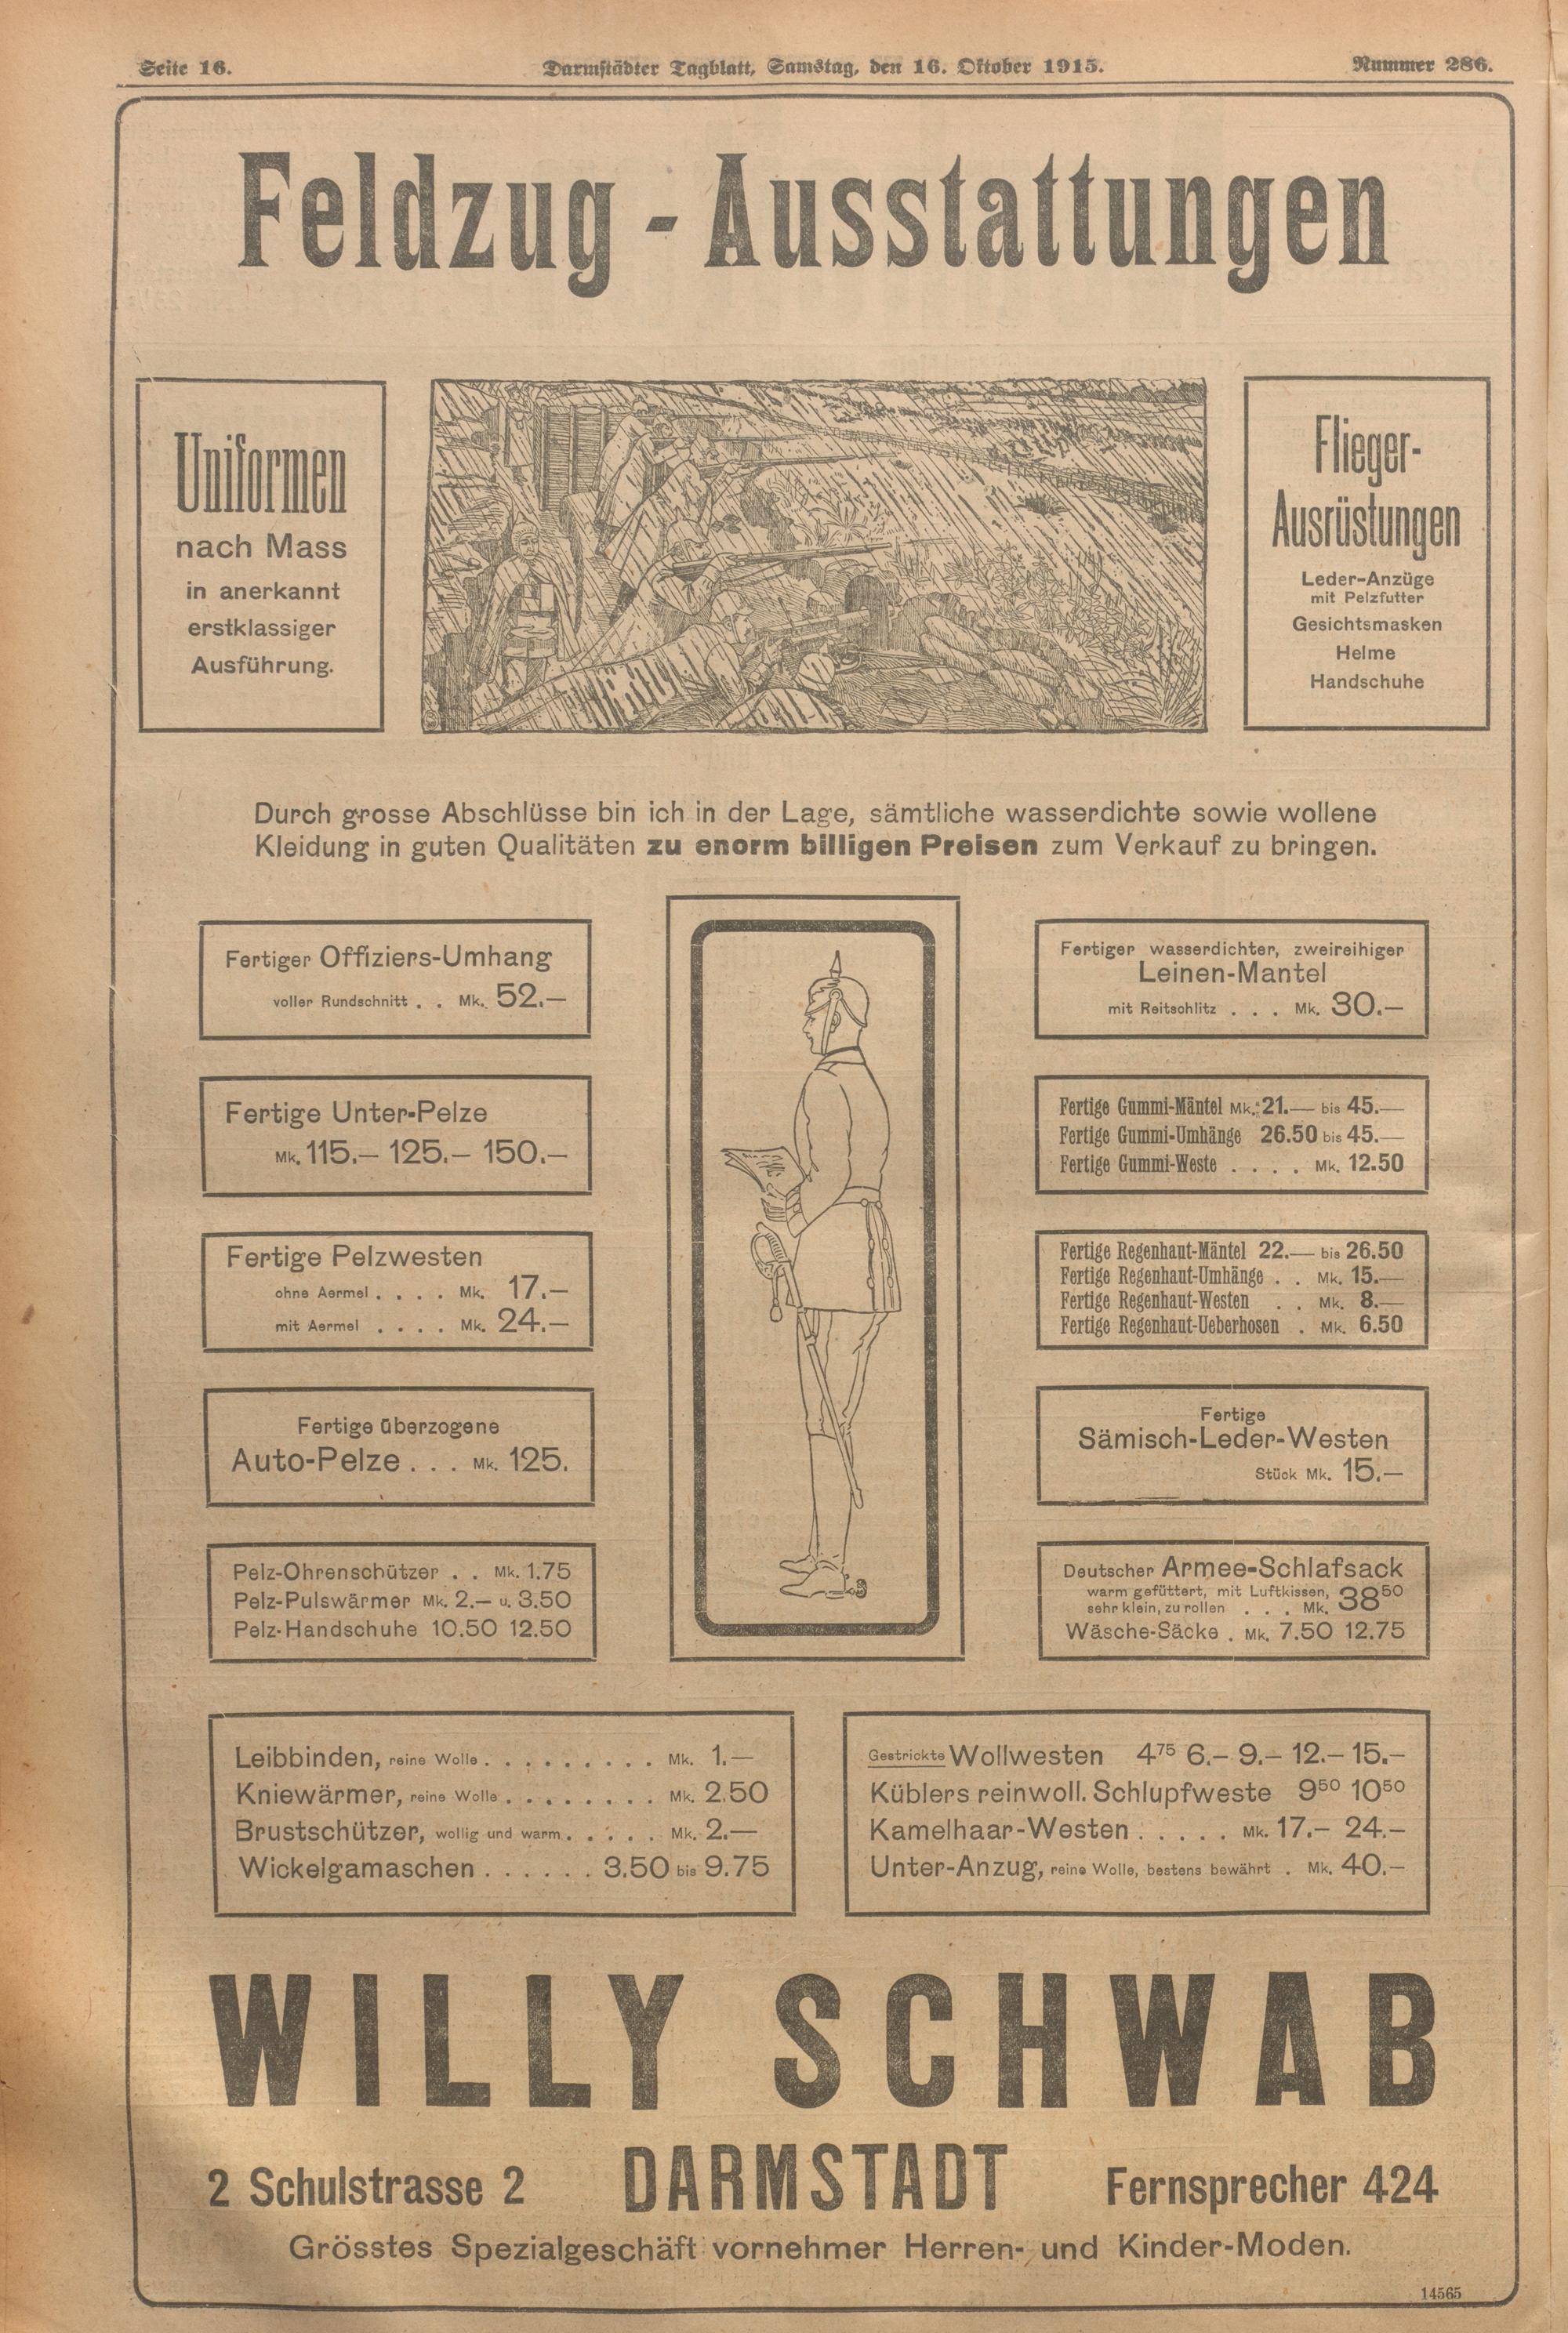 Seite 16.
Darmstädter Tagblatt, Samstag, den 16. Oktober 1915.
Nummer 286.
Feldzug - Ausstattungen
Uniformen
nach Mass
in anerkannt
erstklassiger
Ausführung.
Flieger-
Ausrüstungen
Leder-Anzüge
mit Pelzfutter
Gesichtsmasken
Helme
Handschuhe
Durch grosse Abschlüsse bin ich in der Lage, sämtliche wasserdichte sowie wollene
Kleidung in guten Qualitäten zu enorm billigen Preisen zum Verkauf zu bringen.
Fertiger Offiziers-Umhang
voller Rundschnitt . . Mk. 52.—
Fertige Unter-Pelze
Mk. 115.— 125.— 150.—
Fertige Pelzwesten
ohne Aermel . . . . Mk. 17.—
mit Aermel . . . . Mk. 24.—
Fertige überzogene
Auto-Pelze . . . Mk. 125.
Pelz-Ohrenschützer . . Mk. 1.75
Pelz-Pulswärmer Mk. 2.— u. 3.50
Pelz-Handschuhe 10.50 12.50
Fertiger wasserdichter, zweireihiger
Leinen-Mantel
mit Reitschlitz . . . Mk. 30.—
Fertige Gummi-Mäntel Mk. 21.— bis 45.—
Fertige Gummi-Umhänge 26.50 bis 45.—
Fertige Gummi-Weste . . . . Mk. 12.50
Fertige Regenhaut-Mäntel 22.— bis 26.50
Fertige Regenhaut-Umhänge . . Mk. 15.—
Fertige Regenhaut-Westen . . Mk. 8.—
Fertige Regenhaut-Ueberhosen . Mk. 6.50
Fertige
Sämisch-Leder-Westen
Stück Mk. 15.—
Deutscher Armee-Schlafsack
warm gefüttert, mit Luftkissen,
sehr klein, zu rollen . . . Mk. 38⁵⁰
Wäsche-Säcke . Mk. 7.50 12.75
Leibbinden, reine Wolle . . . . . . . . . Mk. 1.—
Kniewärmer, reine Wolle . . . . . . . . Mk. 2.50
Brustschützer, wollig und warm . . . . . Mk. 2.—
Wickelgamaschen . . . . . . 3.50 bis 9.75
Gestrickte Wollwesten 4⁷⁵ 6.— 9.— 12.— 15.—
Küblers reinwoll. Schlupfweste 9⁵⁰ 10⁵⁰
Kamelhaar-Westen . . . . . Mk. 17.— 24.—
Unter-Anzug, reine Wolle, bestens bewährt . Mk. 40.—
WILLY SCHWAB
2 Schulstrasse 2 DARMSTADT Fernsprecher 424
Grösstes Spezialgeschäft vornehmer Herren- und Kinder-Moden.
14565